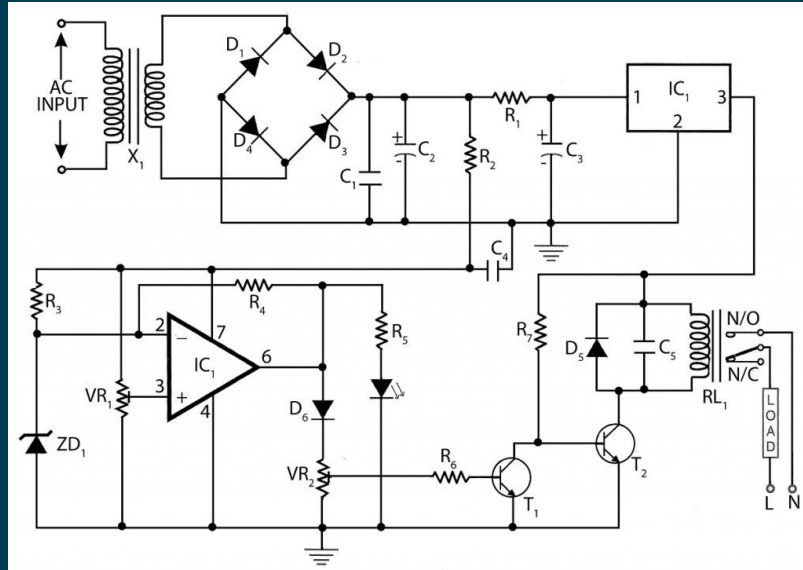 AC
INPUT
X1
D1
D2
D4
D3
C1
+
-
C2
R2
R1
+
-
C3
1
IC1
3
2
C4
R3
R4
2
-
7
IC1
6
3
+
4
VR1
ZD1
R5
D6
VR2
R6
T1
R7
D5
C5
RL1
N/O
N/C
LOAD
T2
L
N